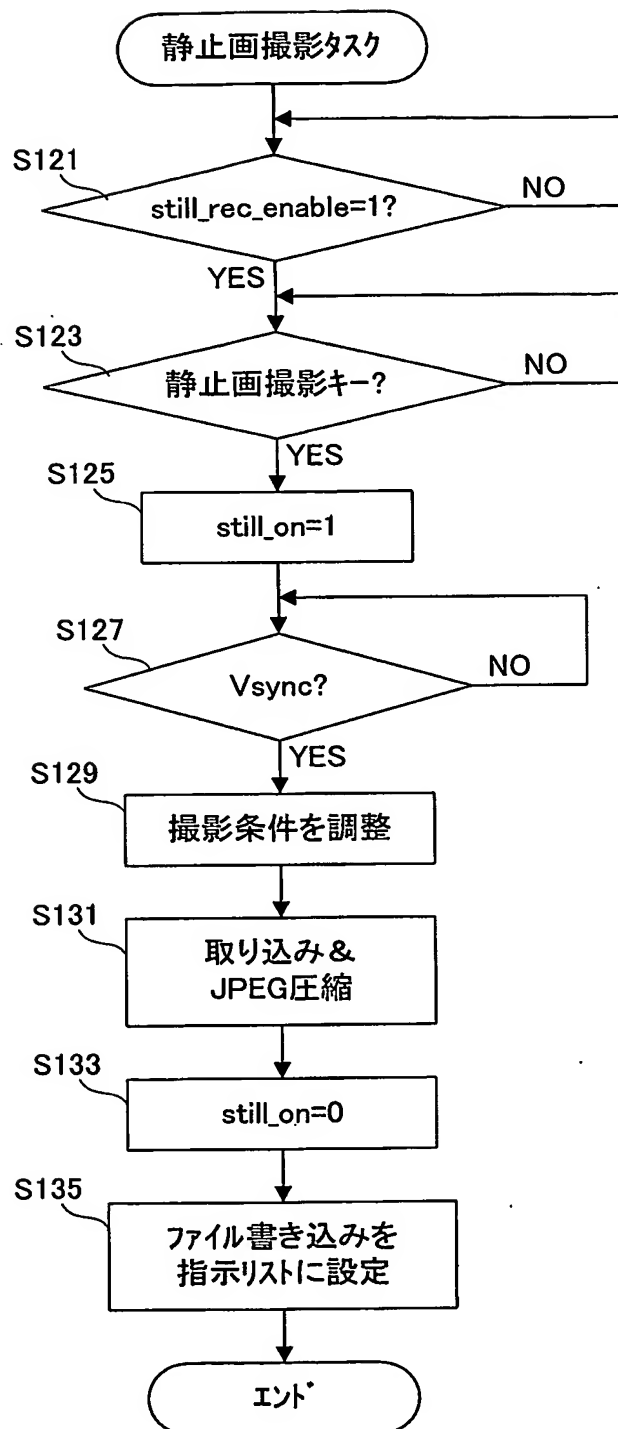 静止画撮影タスク
S121
still_rec_enable=1?
NO
YES
S123
静止画撮影キー?
NO
YES
S125
still_on=1
S127
Vsync?
NO
YES
S129
撮影条件を調整
S131
取り込み&
JPEG圧縮
S133
still_on=0
S135
ファイル書き込みを
指示リストに設定
エンド